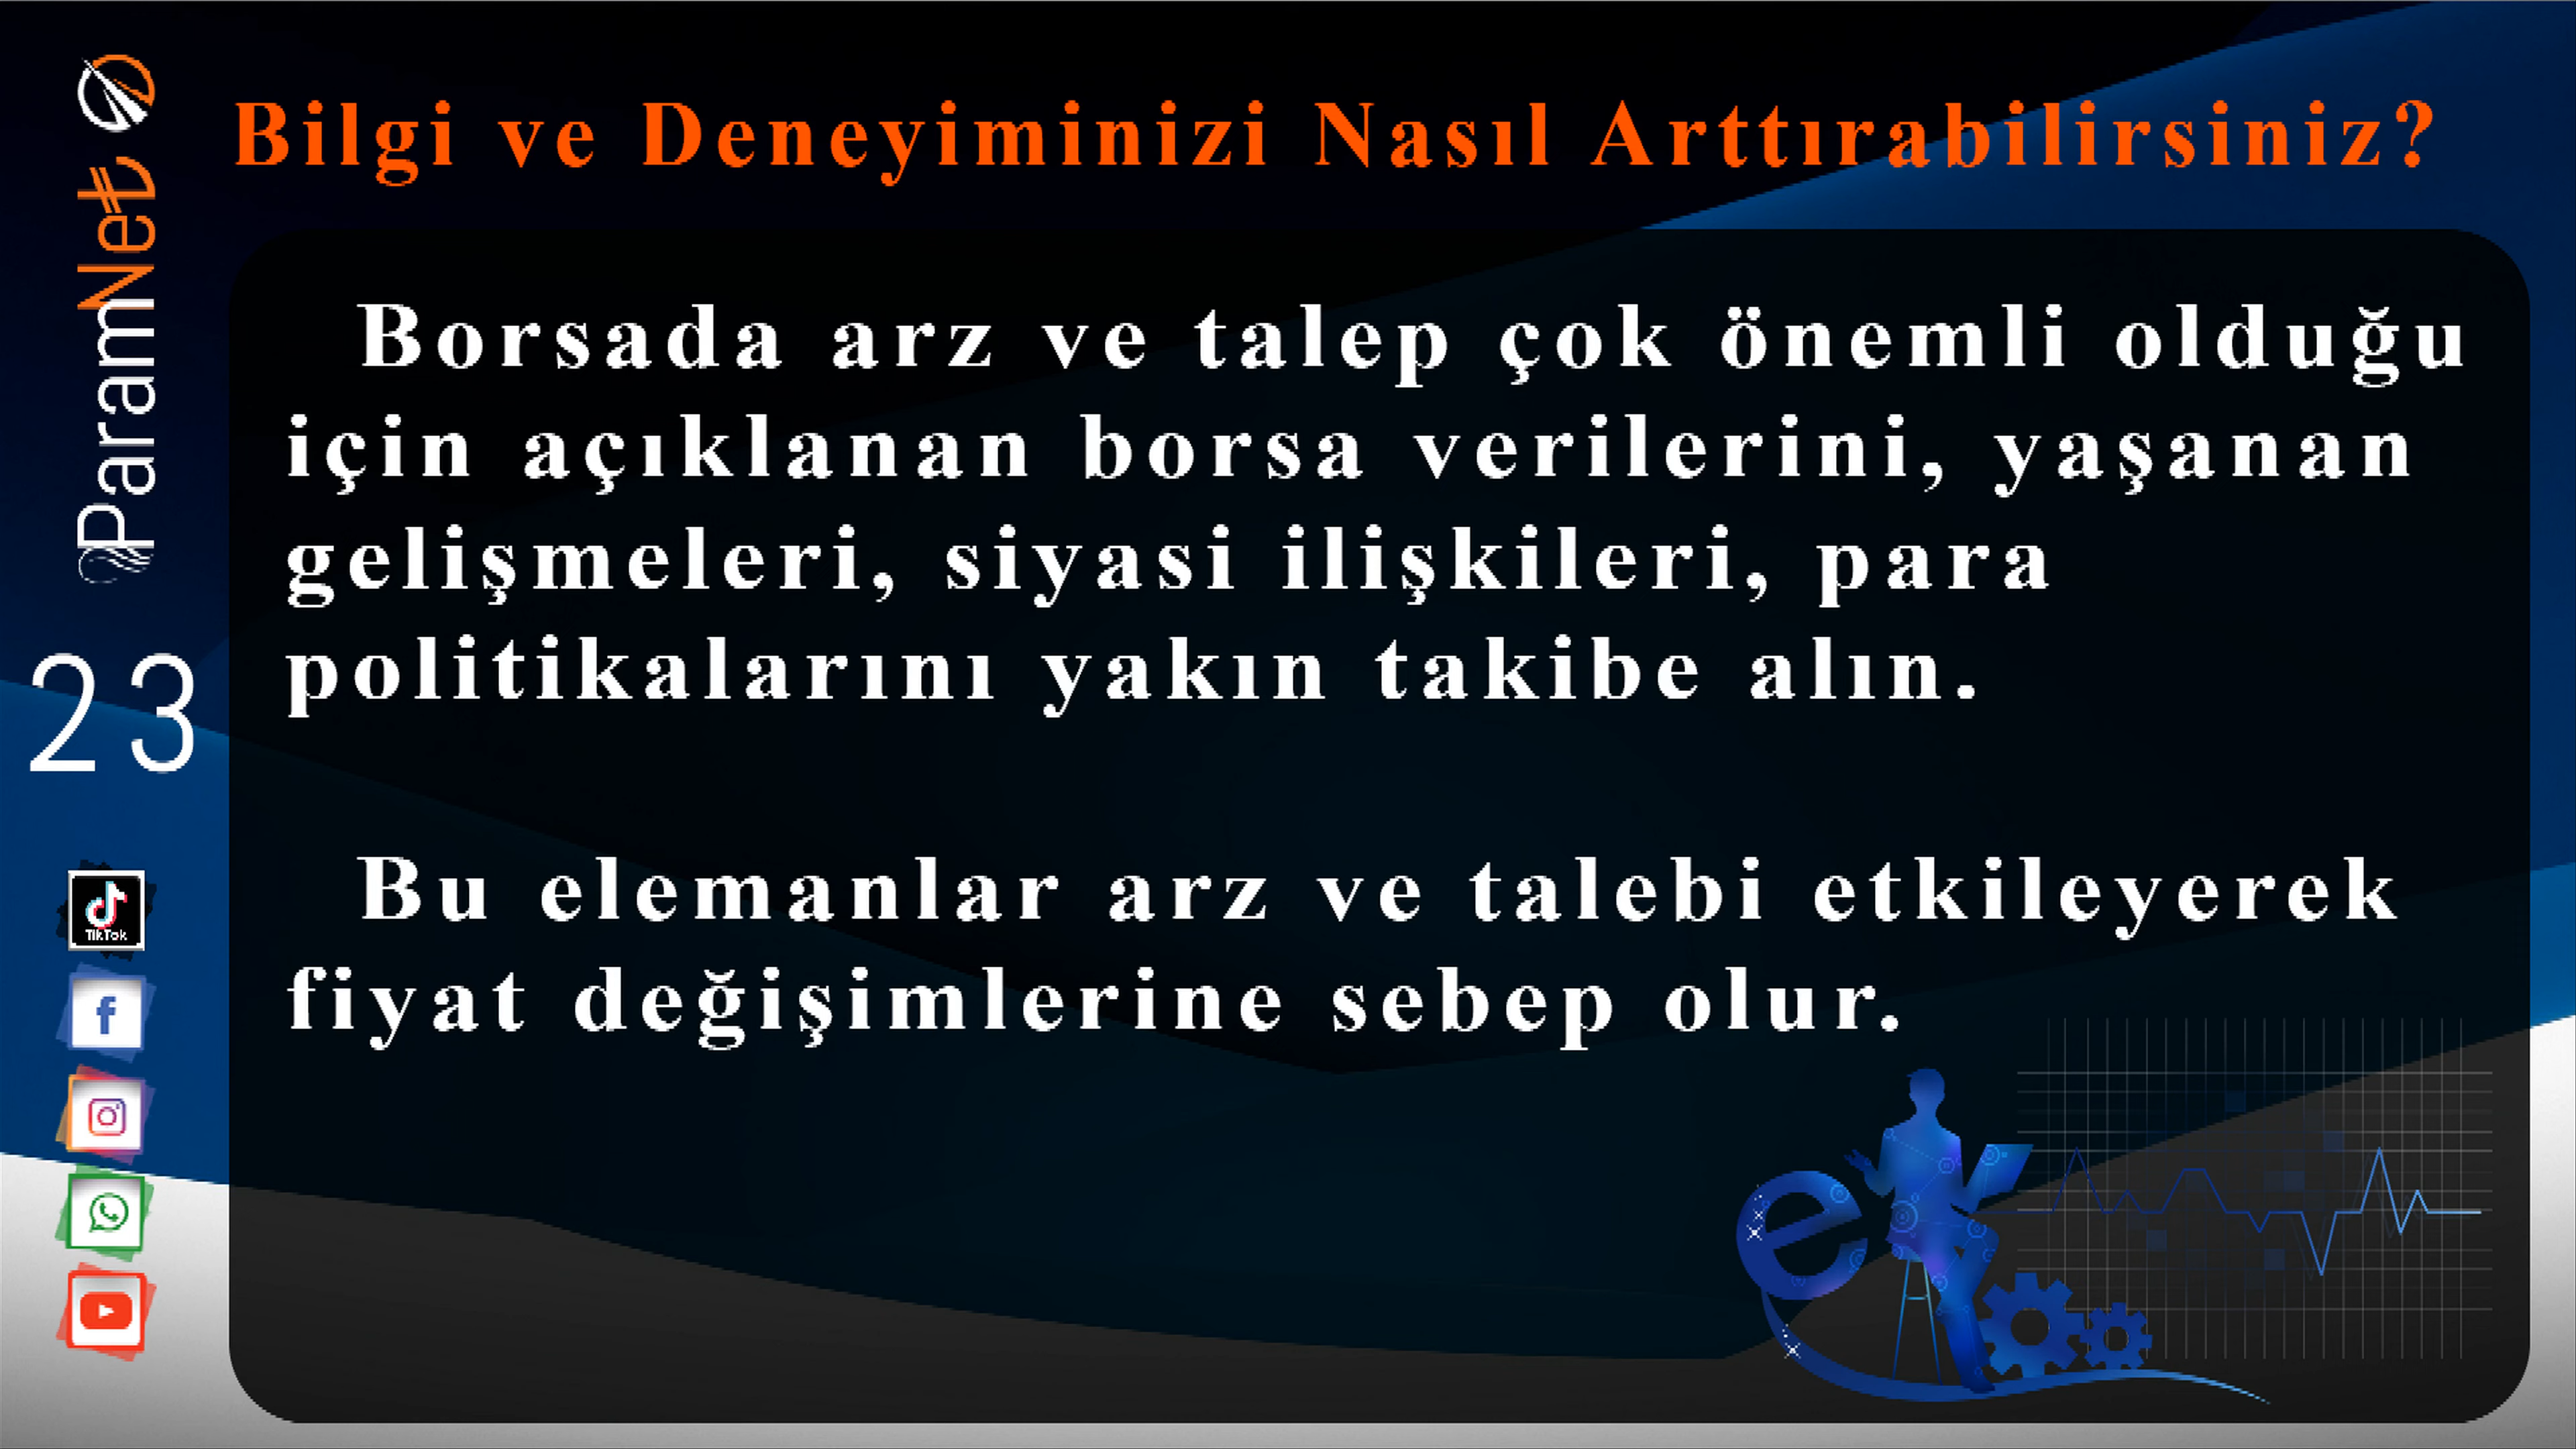 Bilgi ve Deneyiminizi Nasıl Arttırabilirsiniz?
Borsada arz ve talep çok önemli olduğu
için açıklanan borsa verilerini, yaşanan
gelişmeleri, siyasi ilişkileri, para
politikalarını yakın takibe alın.
Bu elemanlar arz ve talebi etkileyerek
fiyat değişimlerine sebep olur.
ParamNet
23
TikTok
e